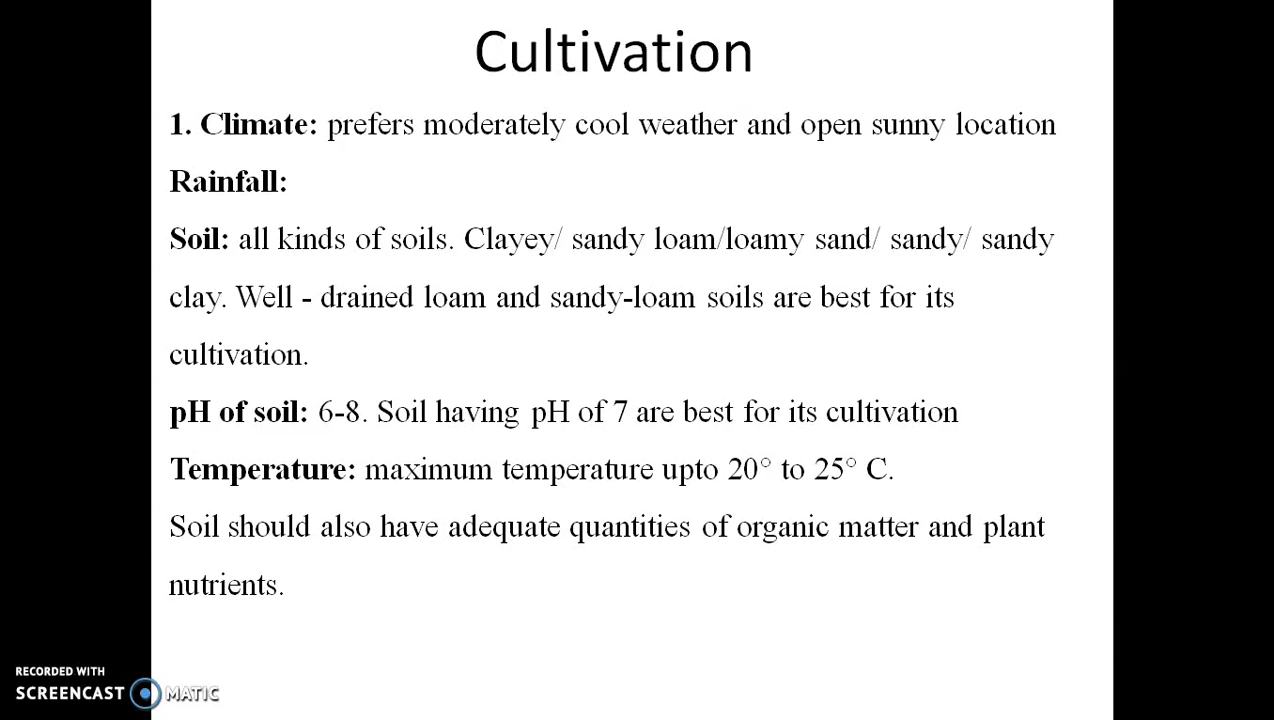 Cultivation
1. Climate: prefers moderately cool weather and open sunny location
Rainfall:
Soil: all kinds of soils. Clayey/ sandy loam/loamy sand/ sandy/ sandy
clay. Well - drained loam and sandy-loam soils are best for its
cultivation.
pH of soil: 6-8. Soil having pH of 7 are best for its cultivation
Temperature: maximum temperature upto 20° to 25° C.
Soil should also have adequate quantities of organic matter and plant
nutrients.
RECORDED WITH
SCREENCAST MATIC